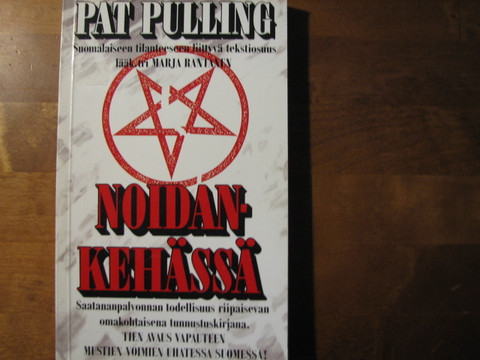 PAT PULLING
Suomalaiseen tilanteeseen liittyvä tekstiosuus
lääk.tri MARJA RANTANEN
NOIDAN-
KEHÄSSÄ
Saatananpalvonnan todellisuus riipaisevan
omakohtaisena tunnustuskirjana.
TIEN AVAUS VAPAUTEEN
MUSTIEN VOIMIEN UHATESSA SUOMESSA!